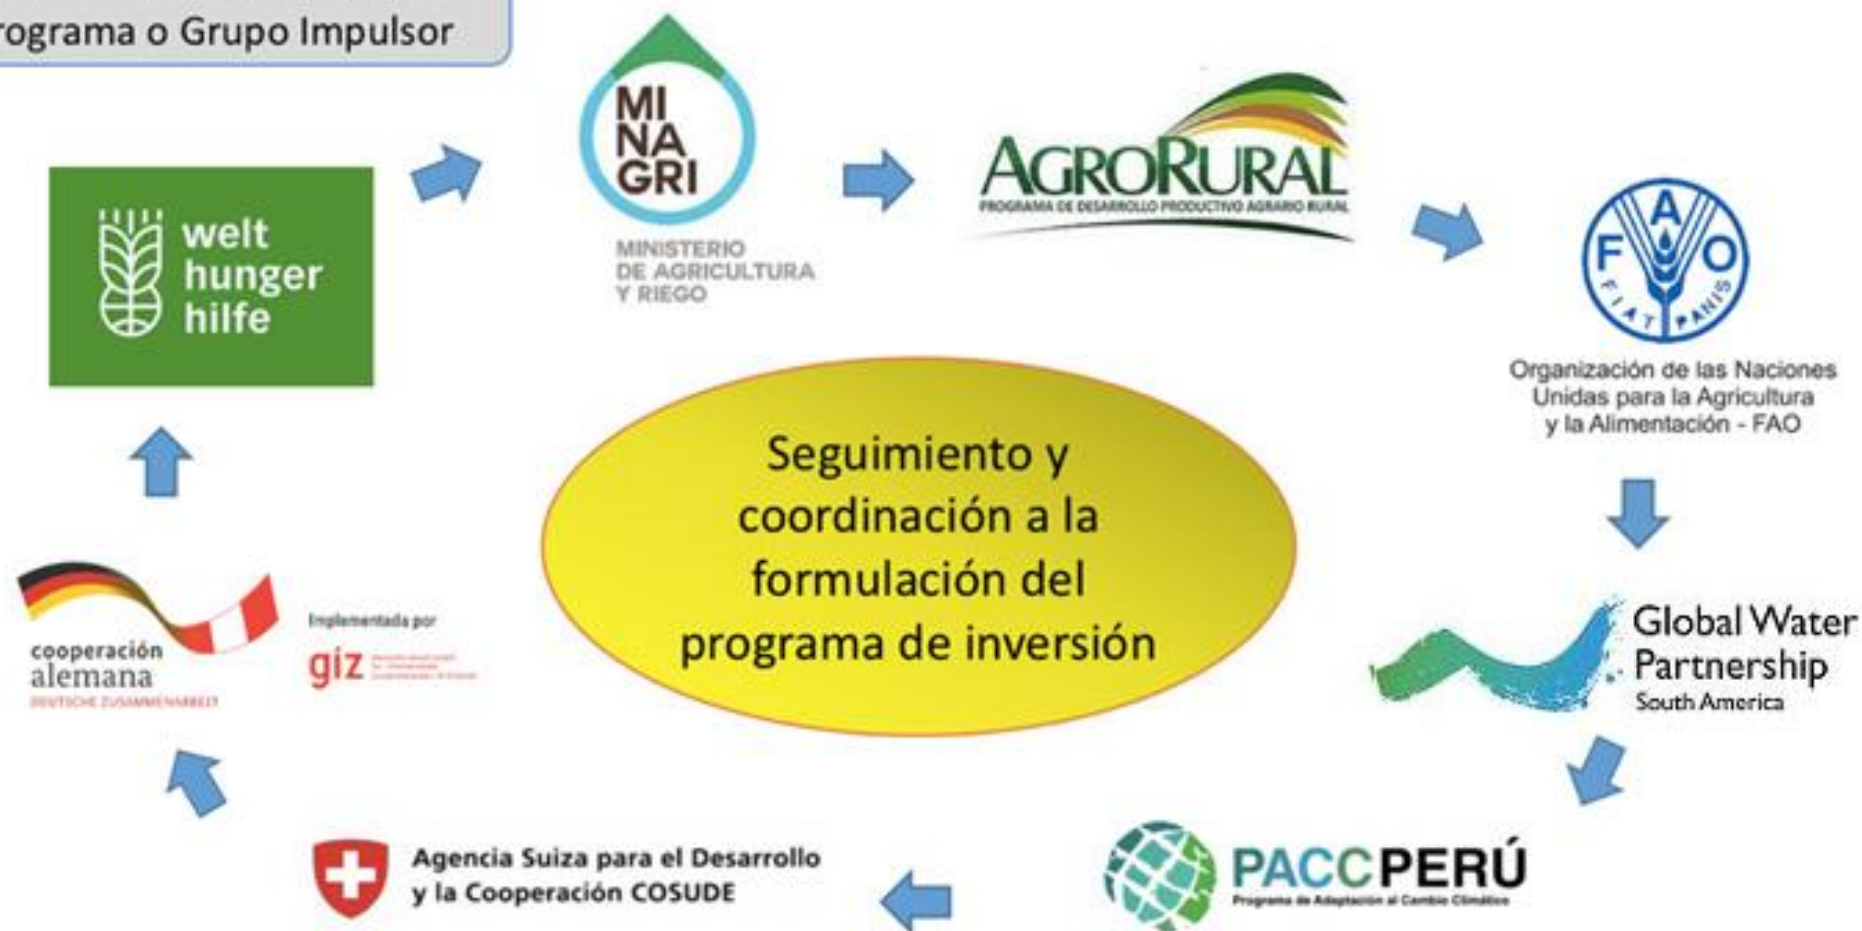 rograma o Grupo Impulsor
MI
NA
GRI
MINISTERIO
DE AGRICULTURA
Y RIEGO
AGRORURAL
PROGRAMA DE DESARROLLO PRODUCTIVO AGRARIO RURAL
welt
hunger
hilfe
F A O
FIAT PANIS
Organización de las Naciones
Unidas para la Agricultura
y la Alimentación - FAO
Seguimiento y
coordinación a la
formulación del
programa de inversión
cooperación
alemana
DEUTSCHE ZUSAMMENARBEIT
Implementada por
giz
Global Water
Partnership
South America
Agencia Suiza para el Desarrollo
y la Cooperación COSUDE
PACCPERÚ
Programa de Adaptación al Cambio Climático